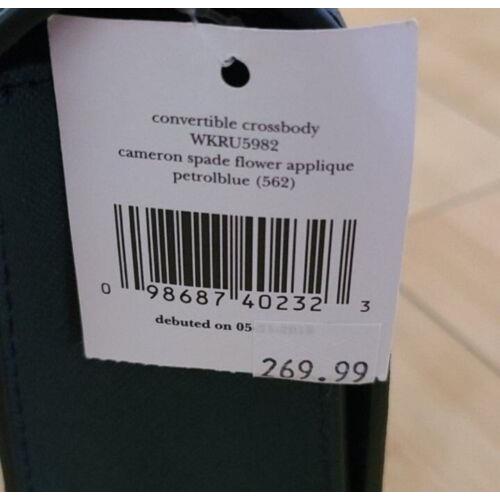 convertible crossbody
WKRU5982
cameron spade flower applique
petrolblue (562)
0 98687 40232 3
debuted on 05
269.99